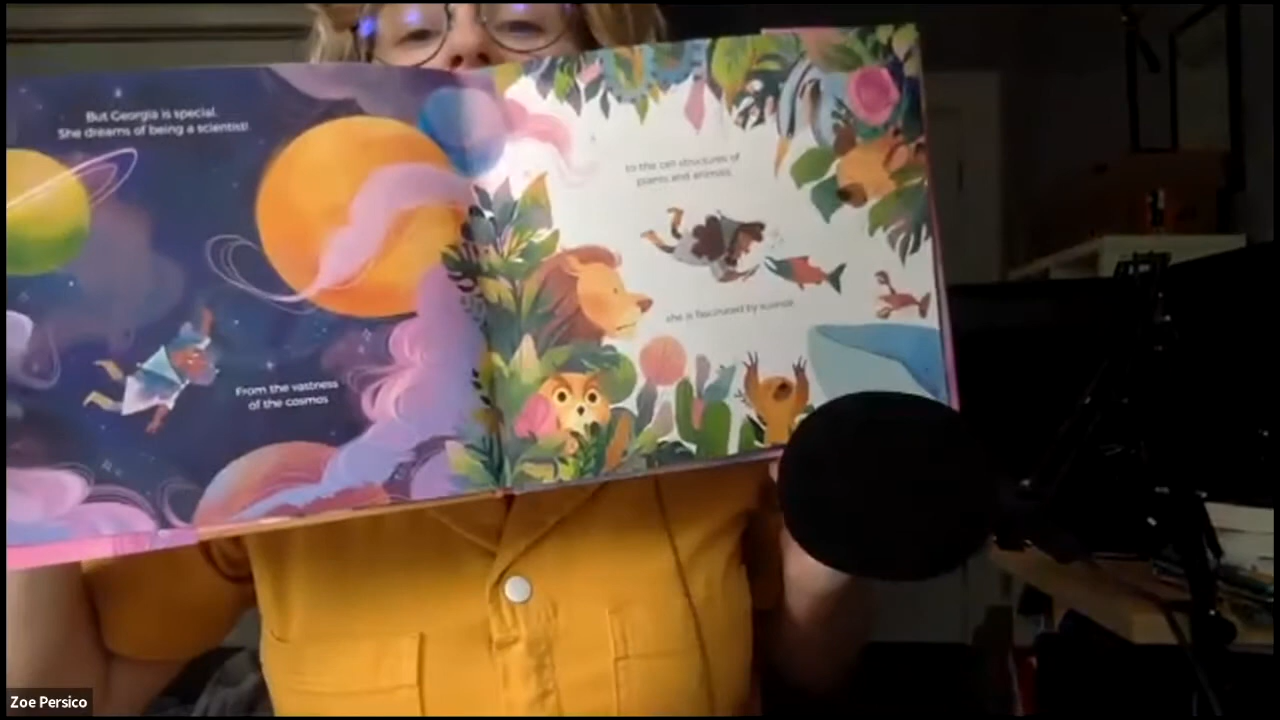 But Georgia is special.
She dreams of being a scientist!
From the vastness
of the cosmos
to the cell structures of
plants and animals,
she is fascinated by science.
Zoe Persico